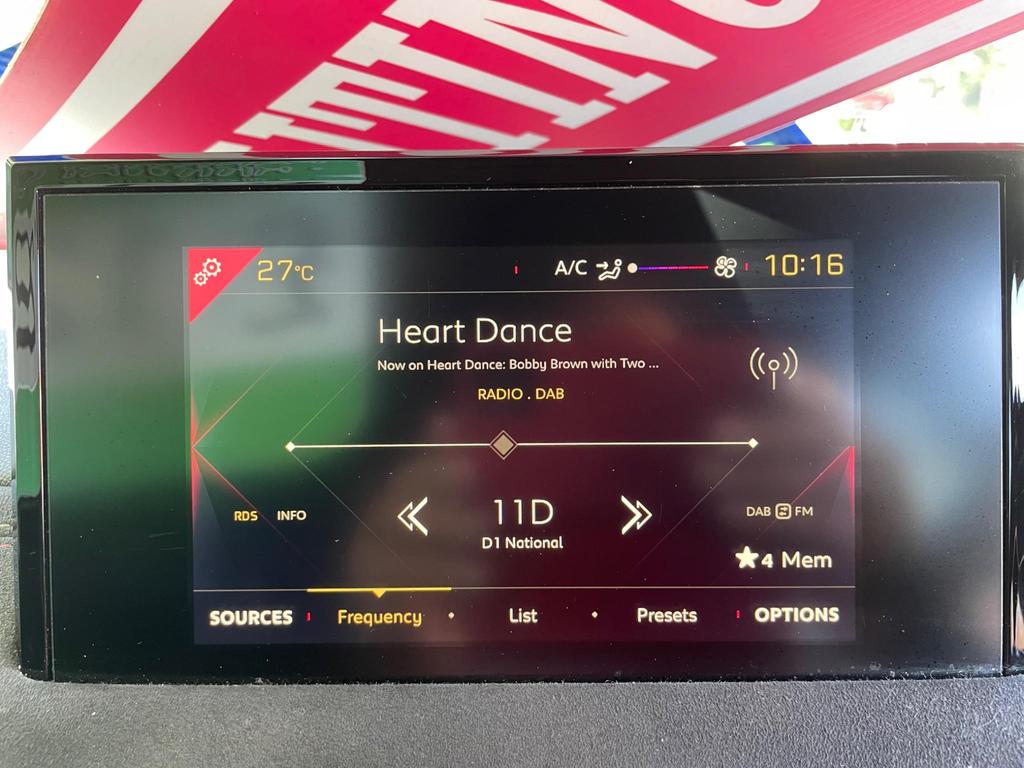 TTING
27°C
A/C
10:16
Heart Dance
Now on Heart Dance: Bobby Brown with Two ...
RADIO . DAB
RDS INFO
11D
DAB FM
D1 National
4 Mem
SOURCES Frequency List Presets OPTIONS